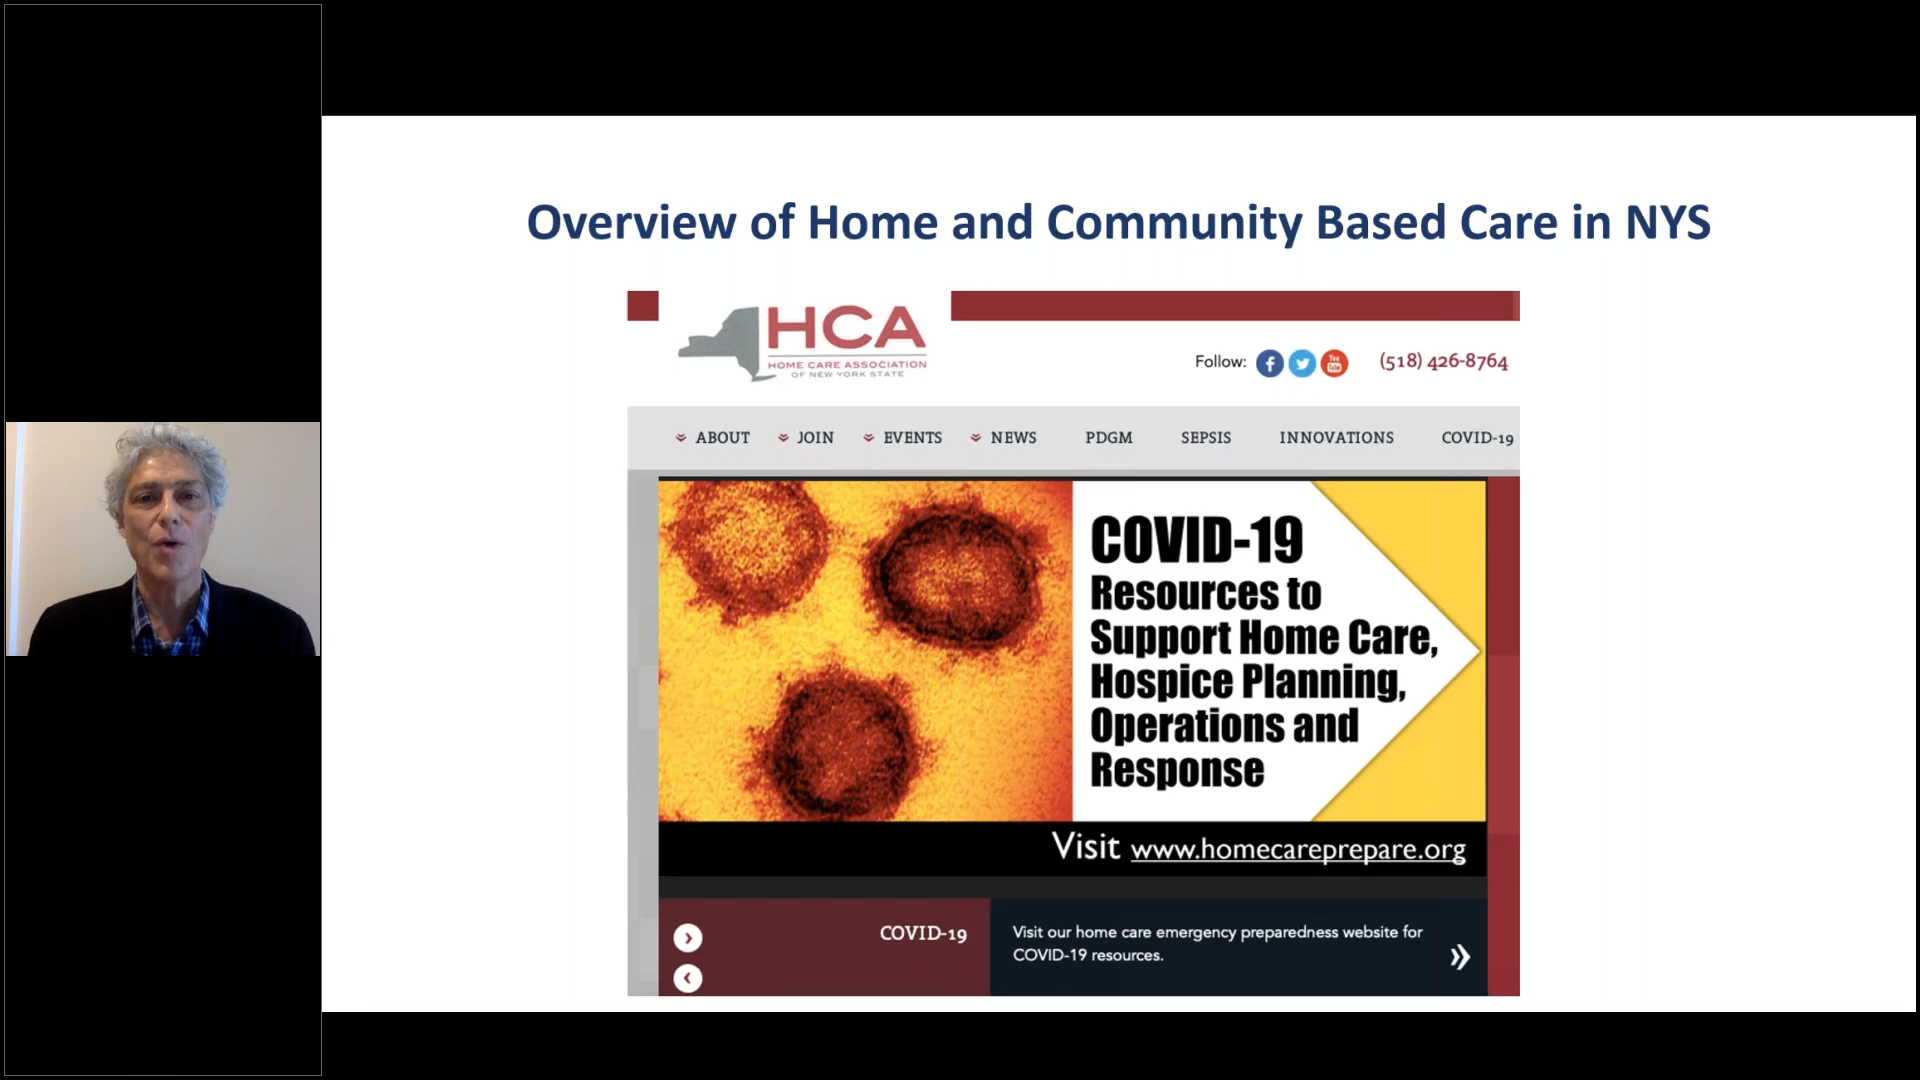 Overview of Home and Community Based Care in NYS
HCA
HOME CARE ASSOCIATION
OF NEW YORK STATE
Follow: f You Tube (518) 426-8764
ABOUT JOIN EVENTS NEWS PDGM SEPSIS INNOVATIONS COVID-19
COVID-19
Resources to
Support Home Care,
Hospice Planning,
Operations and
Response
Visit www.homecareprepare.org
COVID-19
Visit our home care emergency preparedness website for
COVID-19 resources.